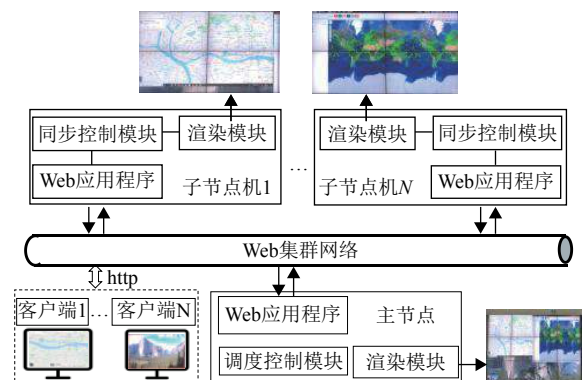 同步控制模块
渲染模块
Web应用程序
子节点机1
…
渲染模块
同步控制模块
子节点机N
Web应用程序
Web集群网络
http
客户端1
…
客户端N
Web应用程序
主节点
调度控制模块
渲染模块